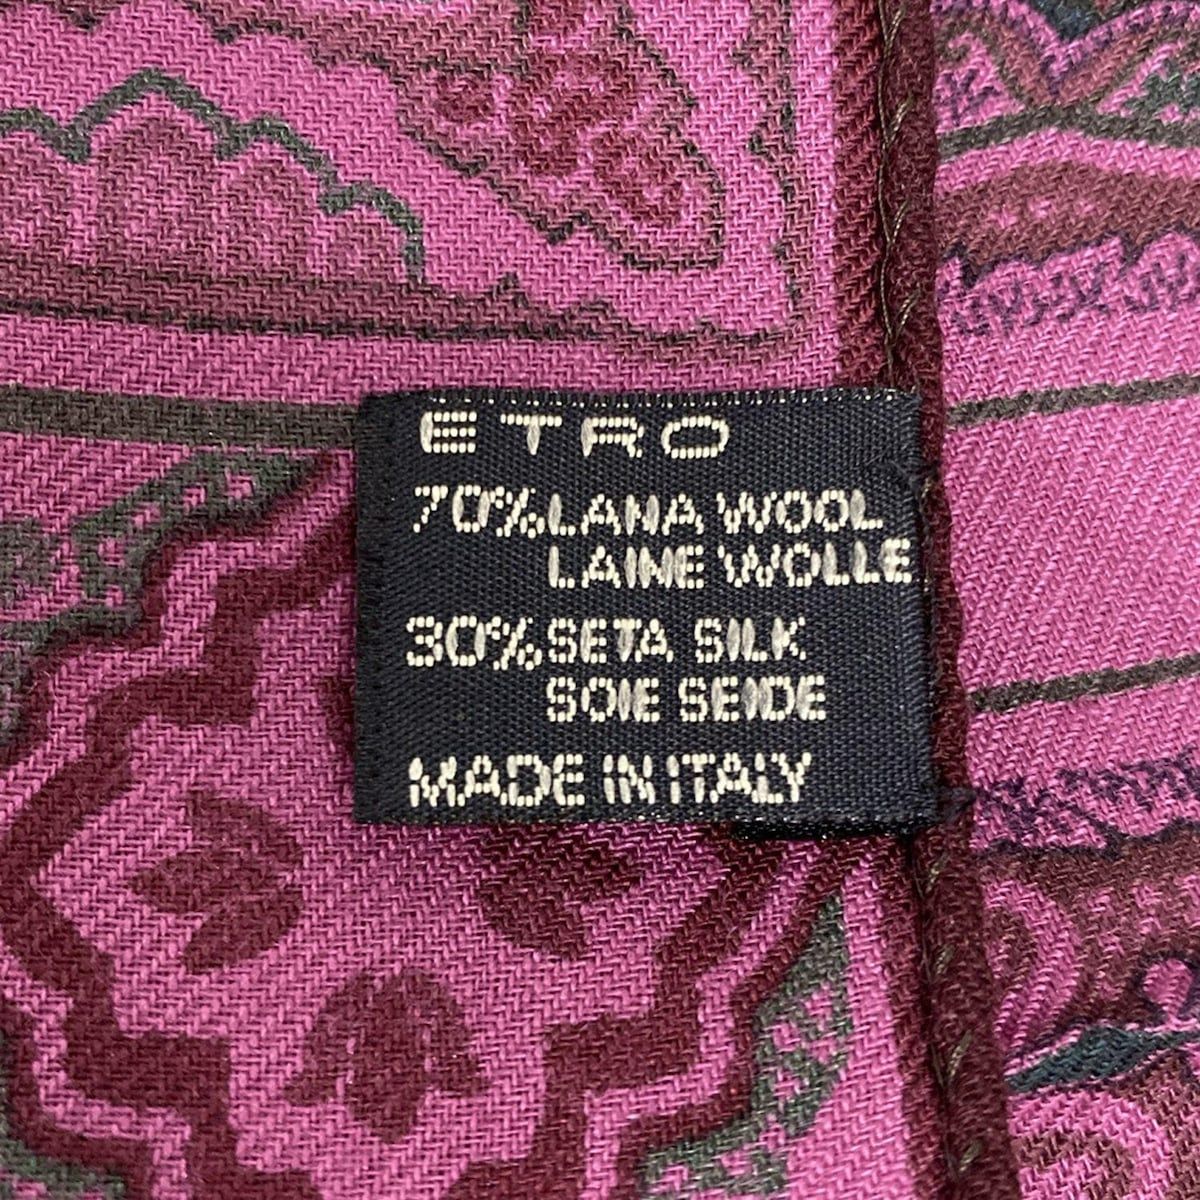 ETRO
70% LANA WOOL
LAINE WOLLE
30% SETA SILK
SOIE SEIDE
MADE IN ITALY